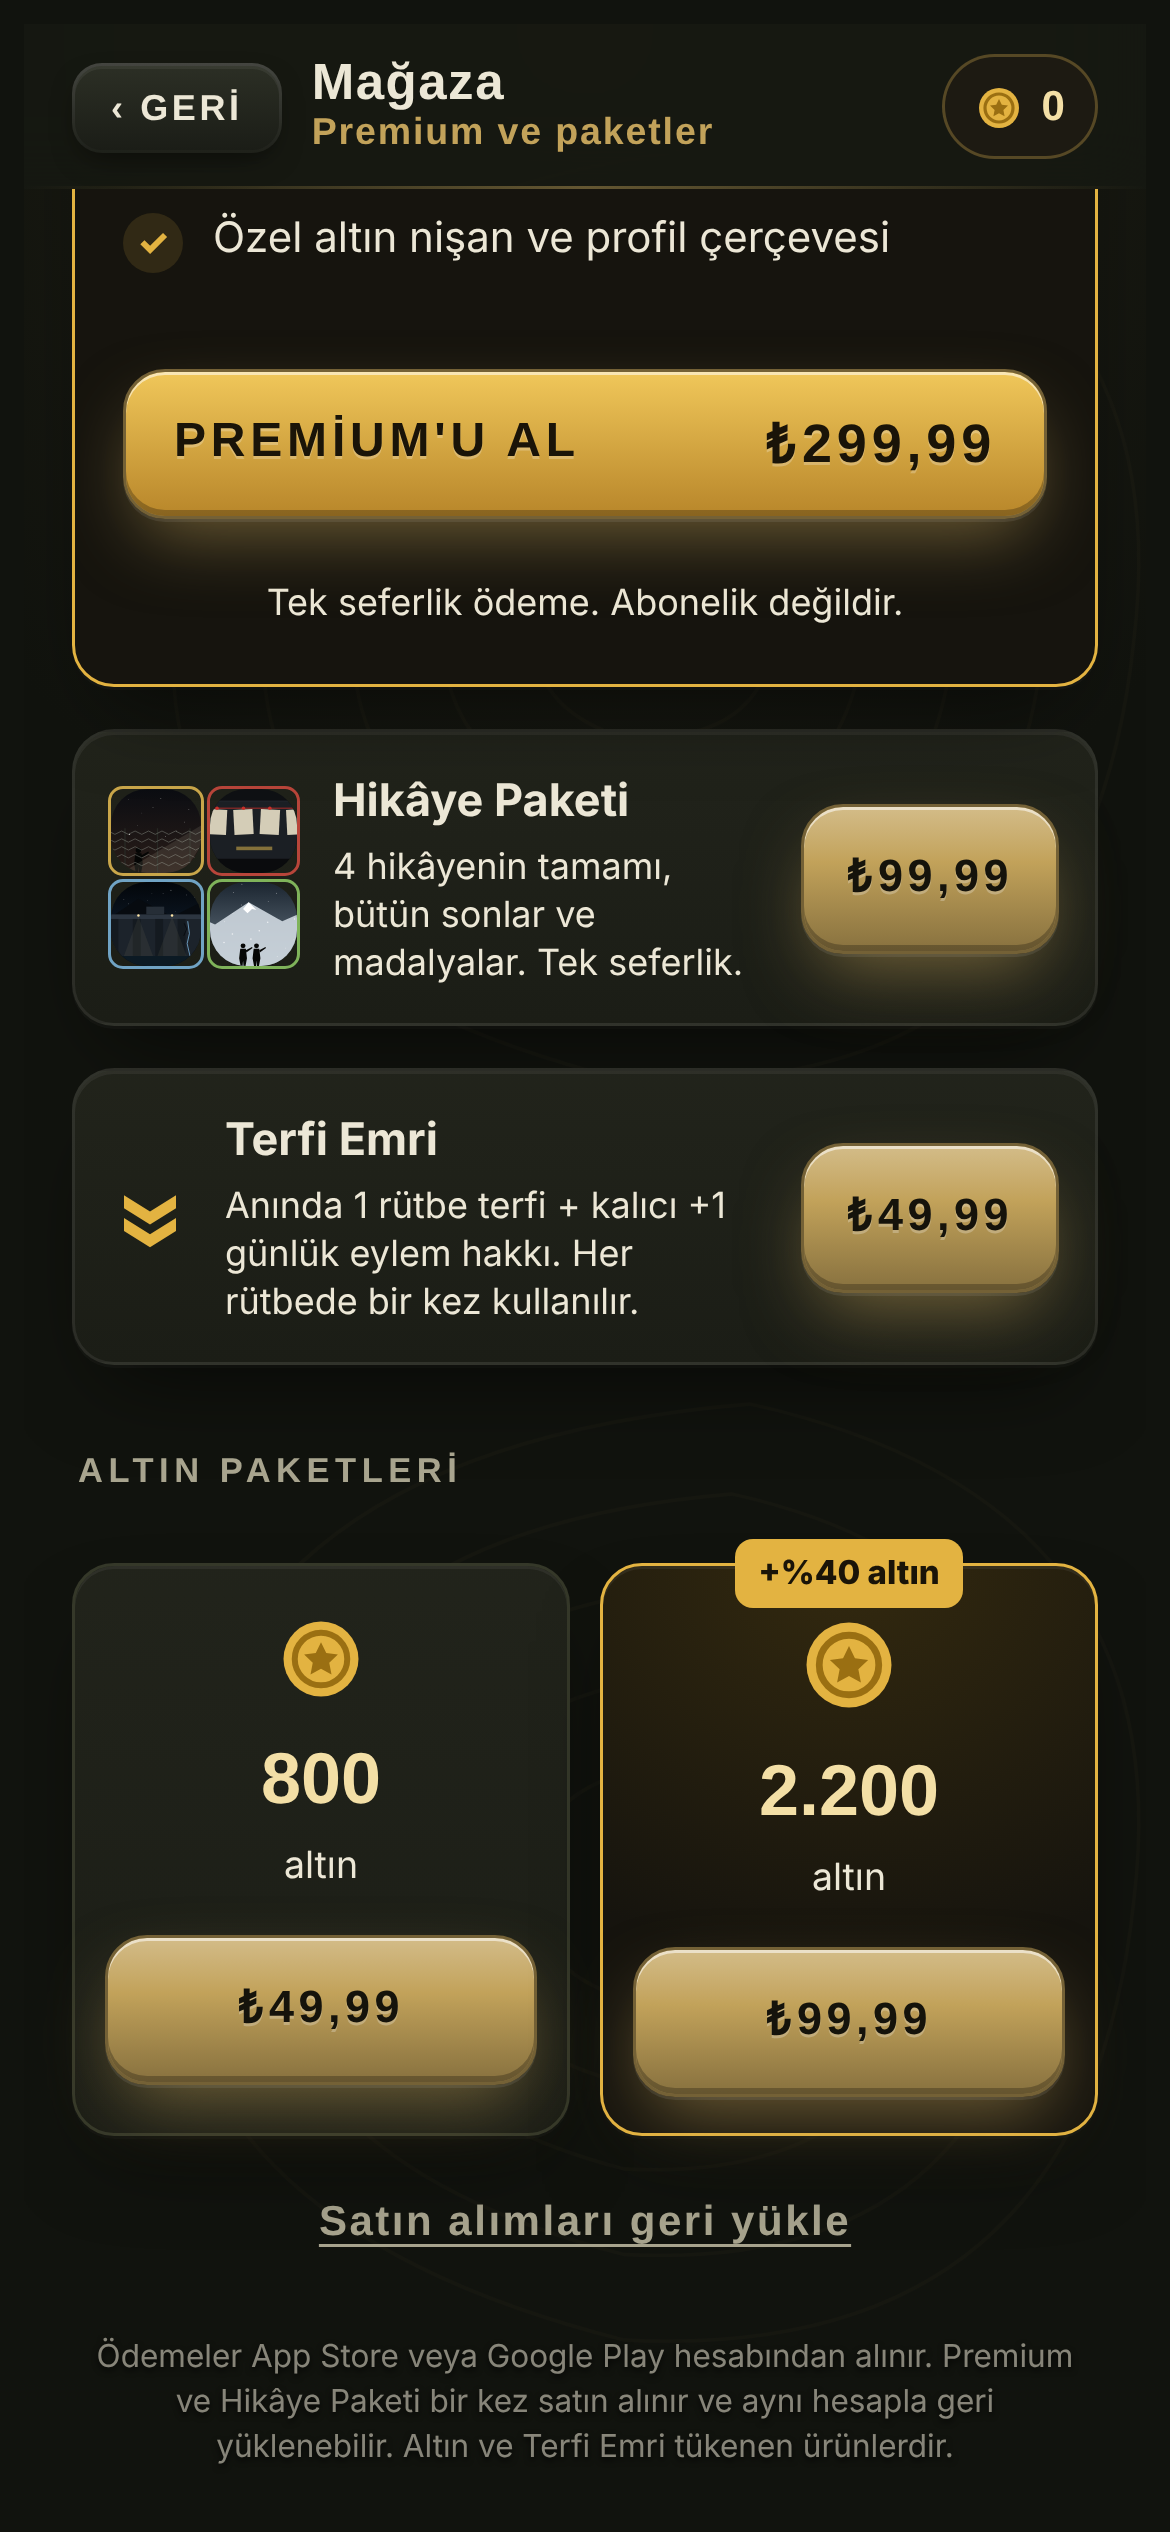 ‹ GERİ
Mağaza
Premium ve paketler
0
Özel altın nişan ve profil çerçevesi
PREMİUM'U AL
₺299,99
Tek seferlik ödeme. Abonelik değildir.
Hikâye Paketi
4 hikâyenin tamamı,
bütün sonlar ve
madalyalar. Tek seferlik.
₺99,99
Terfi Emri
Anında 1 rütbe terfi + kalıcı +1
günlük eylem hakkı. Her
rütbede bir kez kullanılır.
₺49,99
ALTIN PAKETLERİ
800
altın
₺49,99
+%40 altın
2.200
altın
₺99,99
Satın alımları geri yükle
Ödemeler App Store veya Google Play hesabından alınır. Premium
ve Hikâye Paketi bir kez satın alınır ve aynı hesapla geri
yüklenebilir. Altın ve Terfi Emri tükenen ürünlerdir.